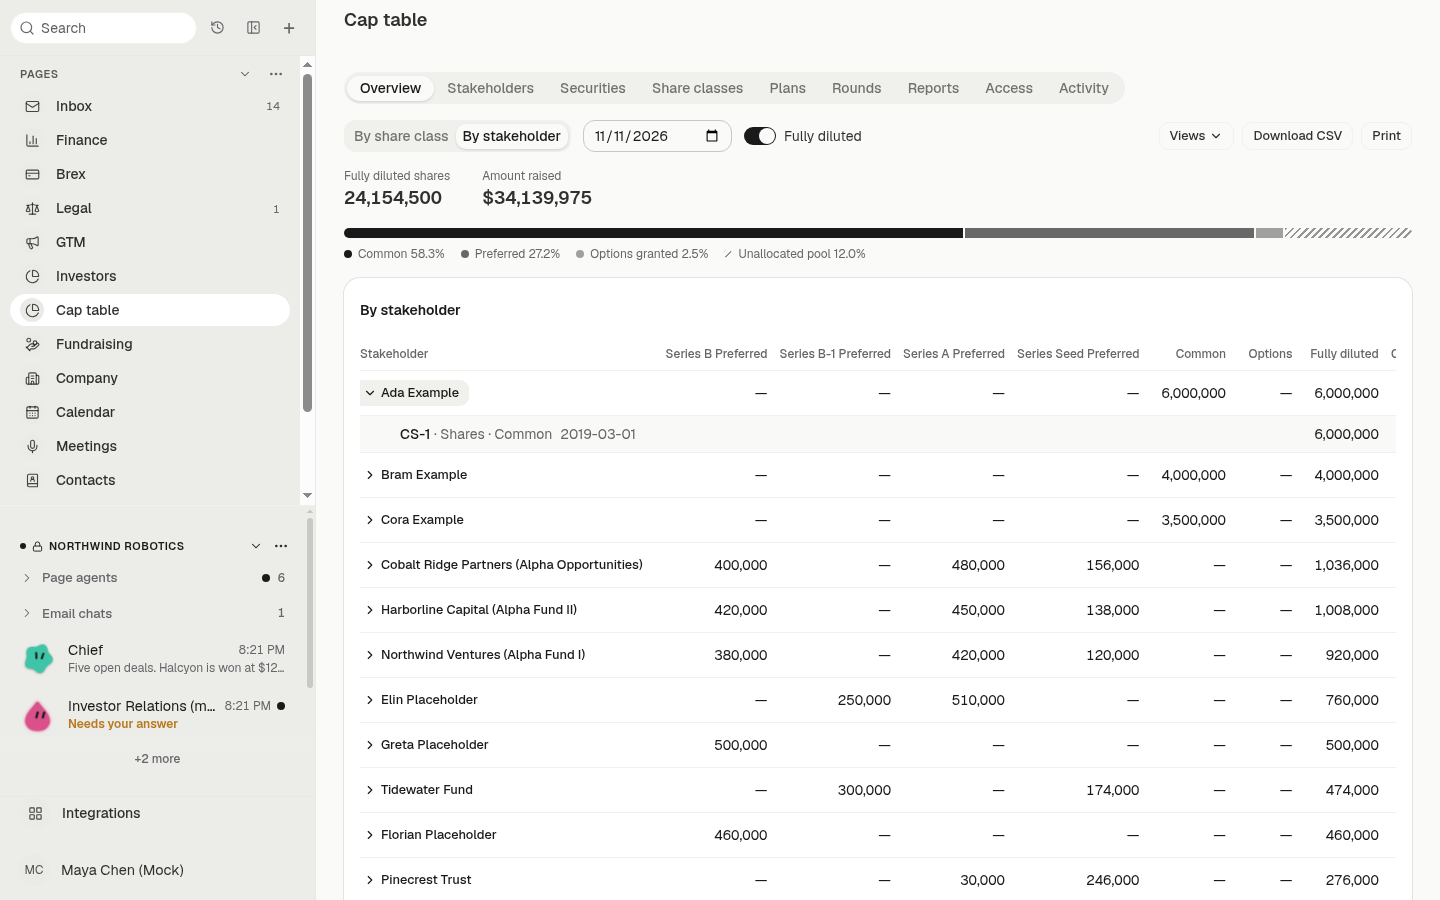 Search
PAGES
Inbox 14
Finance
Brex
Legal 1
GTM
Investors
Cap table
Fundraising
Company
Calendar
Meetings
Contacts
NORTHWIND ROBOTICS
Page agents 6
Email chats 1
Chief 8:21 PM
Five open deals. Halcyon is won at $12...
Investor Relations (m... 8:21 PM
Needs your answer
+2 more
Integrations
MC Maya Chen (Mock)
Cap table
Overview Stakeholders Securities Share classes Plans Rounds Reports Access Activity
By share class By stakeholder 11/11/2026 Fully diluted Views Download CSV Print
Fully diluted shares Amount raised
24,154,500 $34,139,975
Common 58.3% Preferred 27.2% Options granted 2.5% Unallocated pool 12.0%
By stakeholder
Stakeholder Series B Preferred Series B-1 Preferred Series A Preferred Series Seed Preferred Common Options Fully diluted
Ada Example — — — — 6,000,000 — 6,000,000
CS-1 · Shares · Common 2019-03-01 6,000,000
Bram Example — — — — 4,000,000 — 4,000,000
Cora Example — — — — 3,500,000 — 3,500,000
Cobalt Ridge Partners (Alpha Opportunities) 400,000 — 480,000 156,000 — — 1,036,000
Harborline Capital (Alpha Fund II) 420,000 — 450,000 138,000 — — 1,008,000
Northwind Ventures (Alpha Fund I) 380,000 — 420,000 120,000 — — 920,000
Elin Placeholder — 250,000 510,000 — — — 760,000
Greta Placeholder 500,000 — — — — — 500,000
Tidewater Fund — 300,000 — 174,000 — — 474,000
Florian Placeholder 460,000 — — — — — 460,000
Pinecrest Trust — — 30,000 246,000 — — 276,000